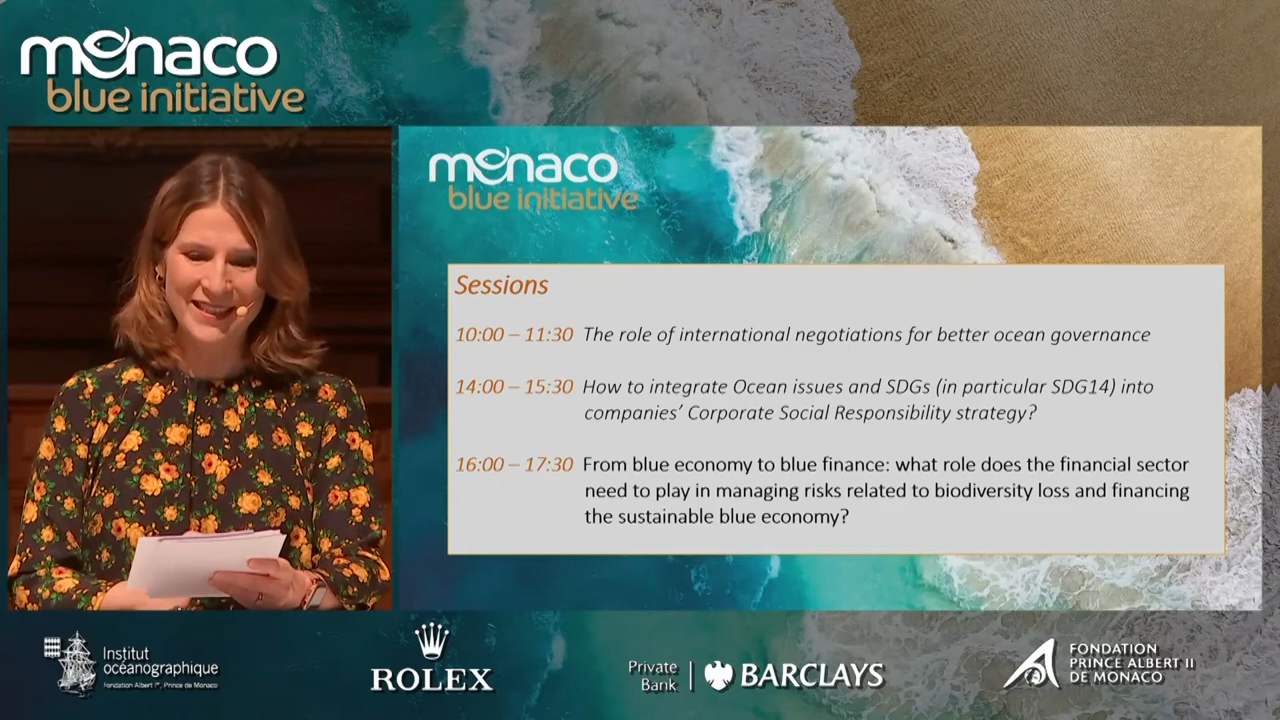 monaco
blue initiative
monaco
blue initiative
Sessions
10:00 – 11:30 The role of international negotiations for better ocean governance
14:00 – 15:30 How to integrate Ocean issues and SDGs (in particular SDG14) into
companies’ Corporate Social Responsibility strategy?
16:00 – 17:30 From blue economy to blue finance: what role does the financial sector
need to play in managing risks related to biodiversity loss and financing
the sustainable blue economy?
Institut
océanographique
Fondation Albert Iᵉʳ, Prince de Monaco
ROLEX
Private
Bank
BARCLAYS
FONDATION
PRINCE ALBERT II
DE MONACO